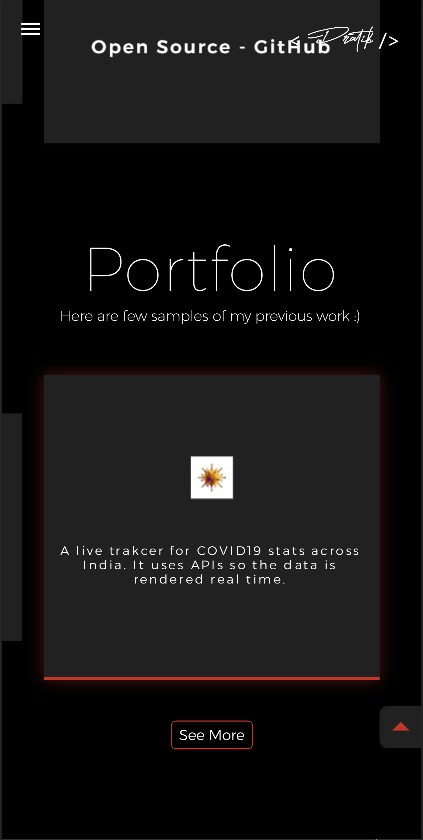 Open Source - GitHub
< Pratik />
Portfolio
Here are few samples of my previous work :)
A live trakcer for COVID19 stats across
India. It uses APIs so the data is
rendered real time.
See More